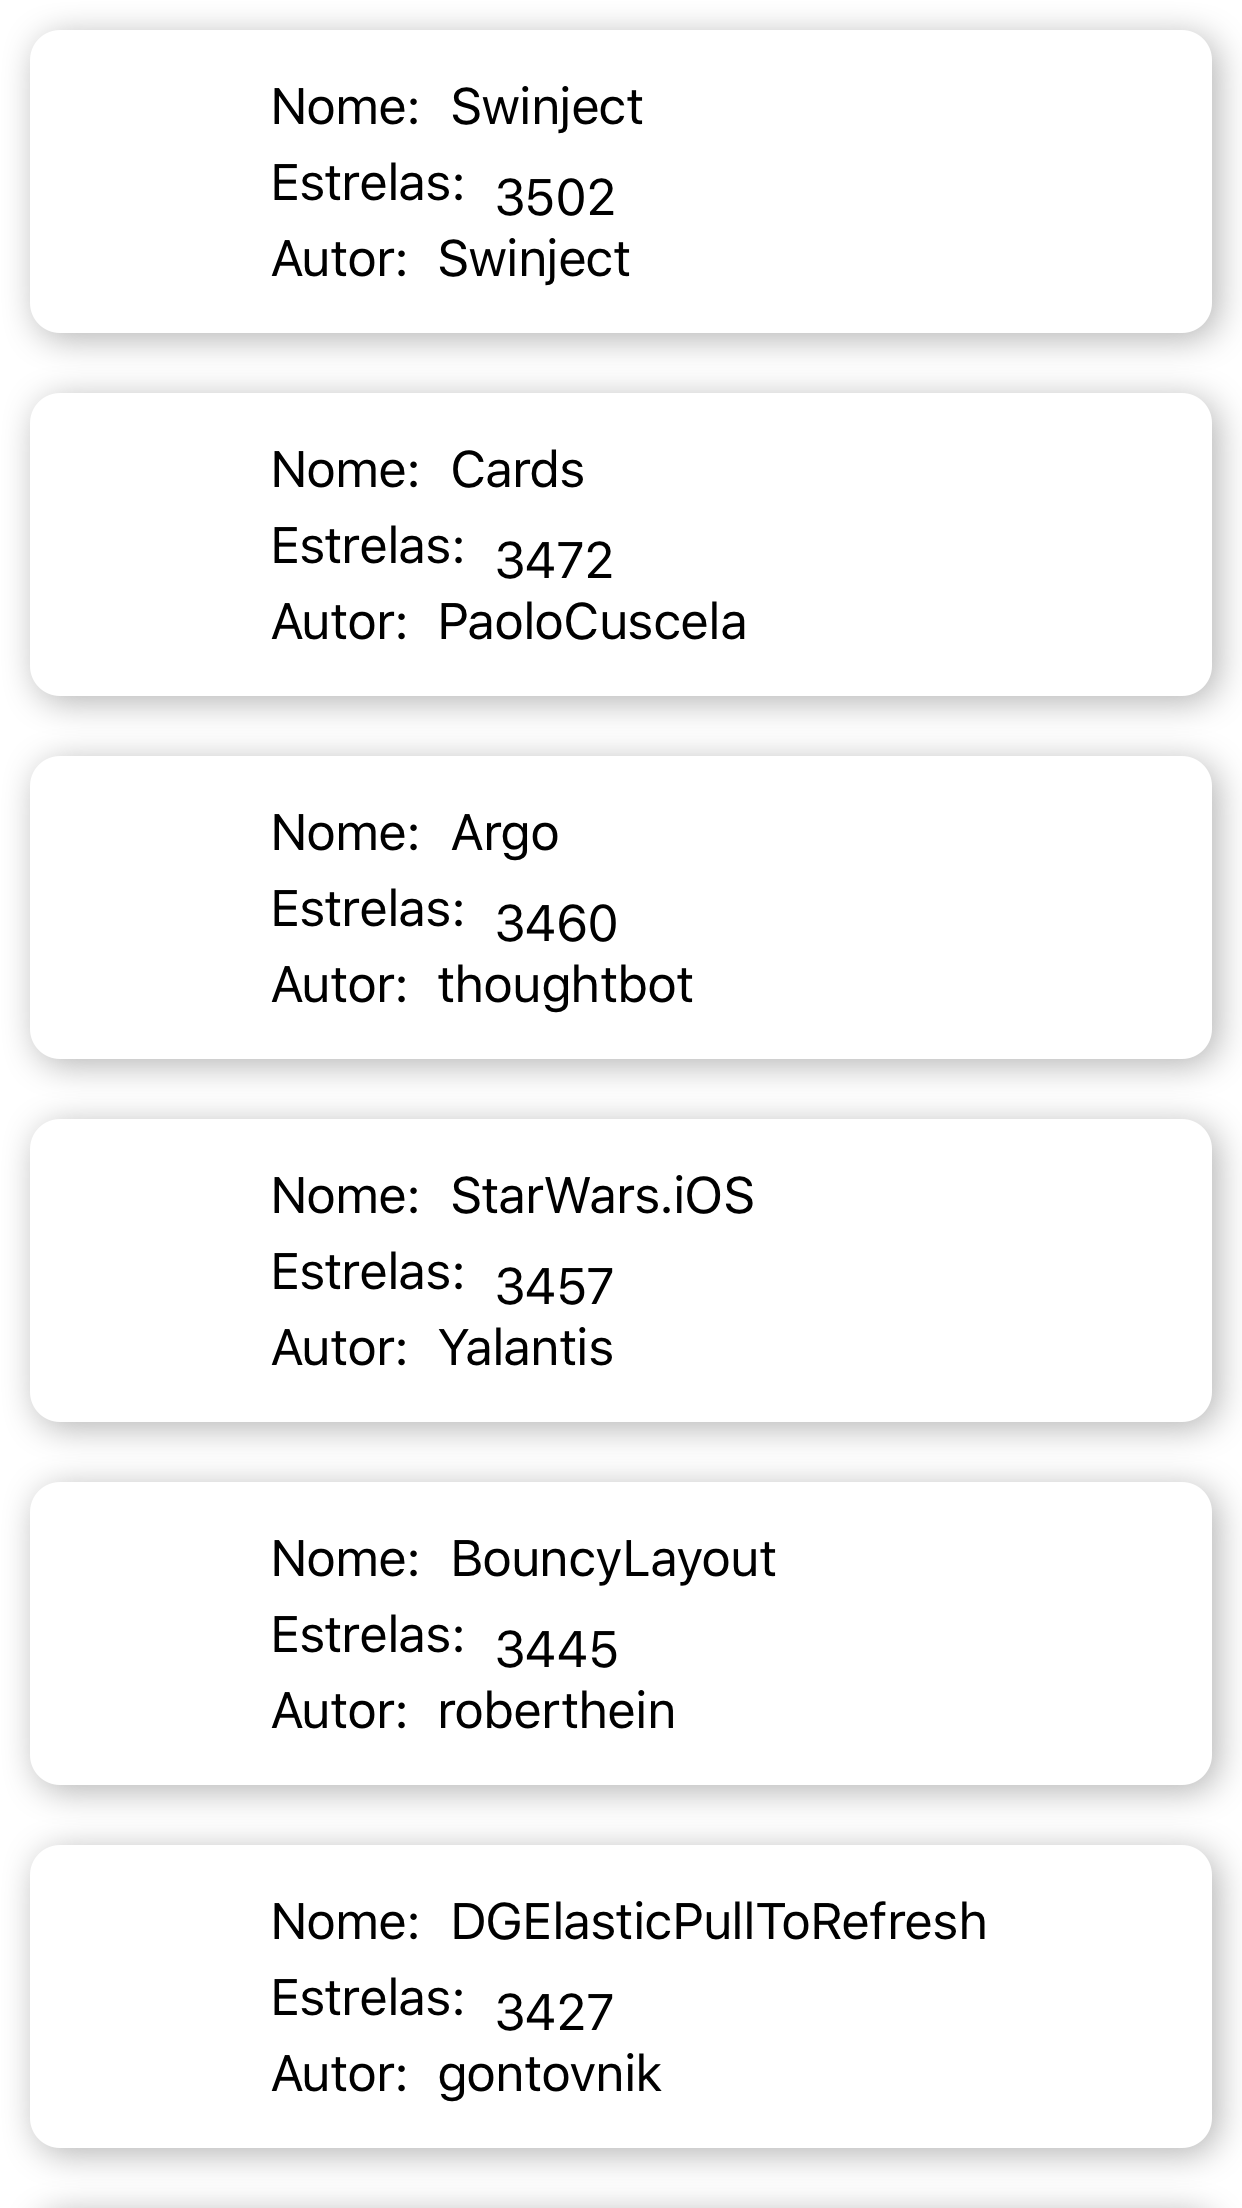 Nome: Swinject
Estrelas: 3502
Autor: Swinject
Nome: Cards
Estrelas: 3472
Autor: PaoloCuscela
Nome: Argo
Estrelas: 3460
Autor: thoughtbot
Nome: StarWars.iOS
Estrelas: 3457
Autor: Yalantis
Nome: BouncyLayout
Estrelas: 3445
Autor: roberthein
Nome: DGElasticPullToRefresh
Estrelas: 3427
Autor: gontovnik